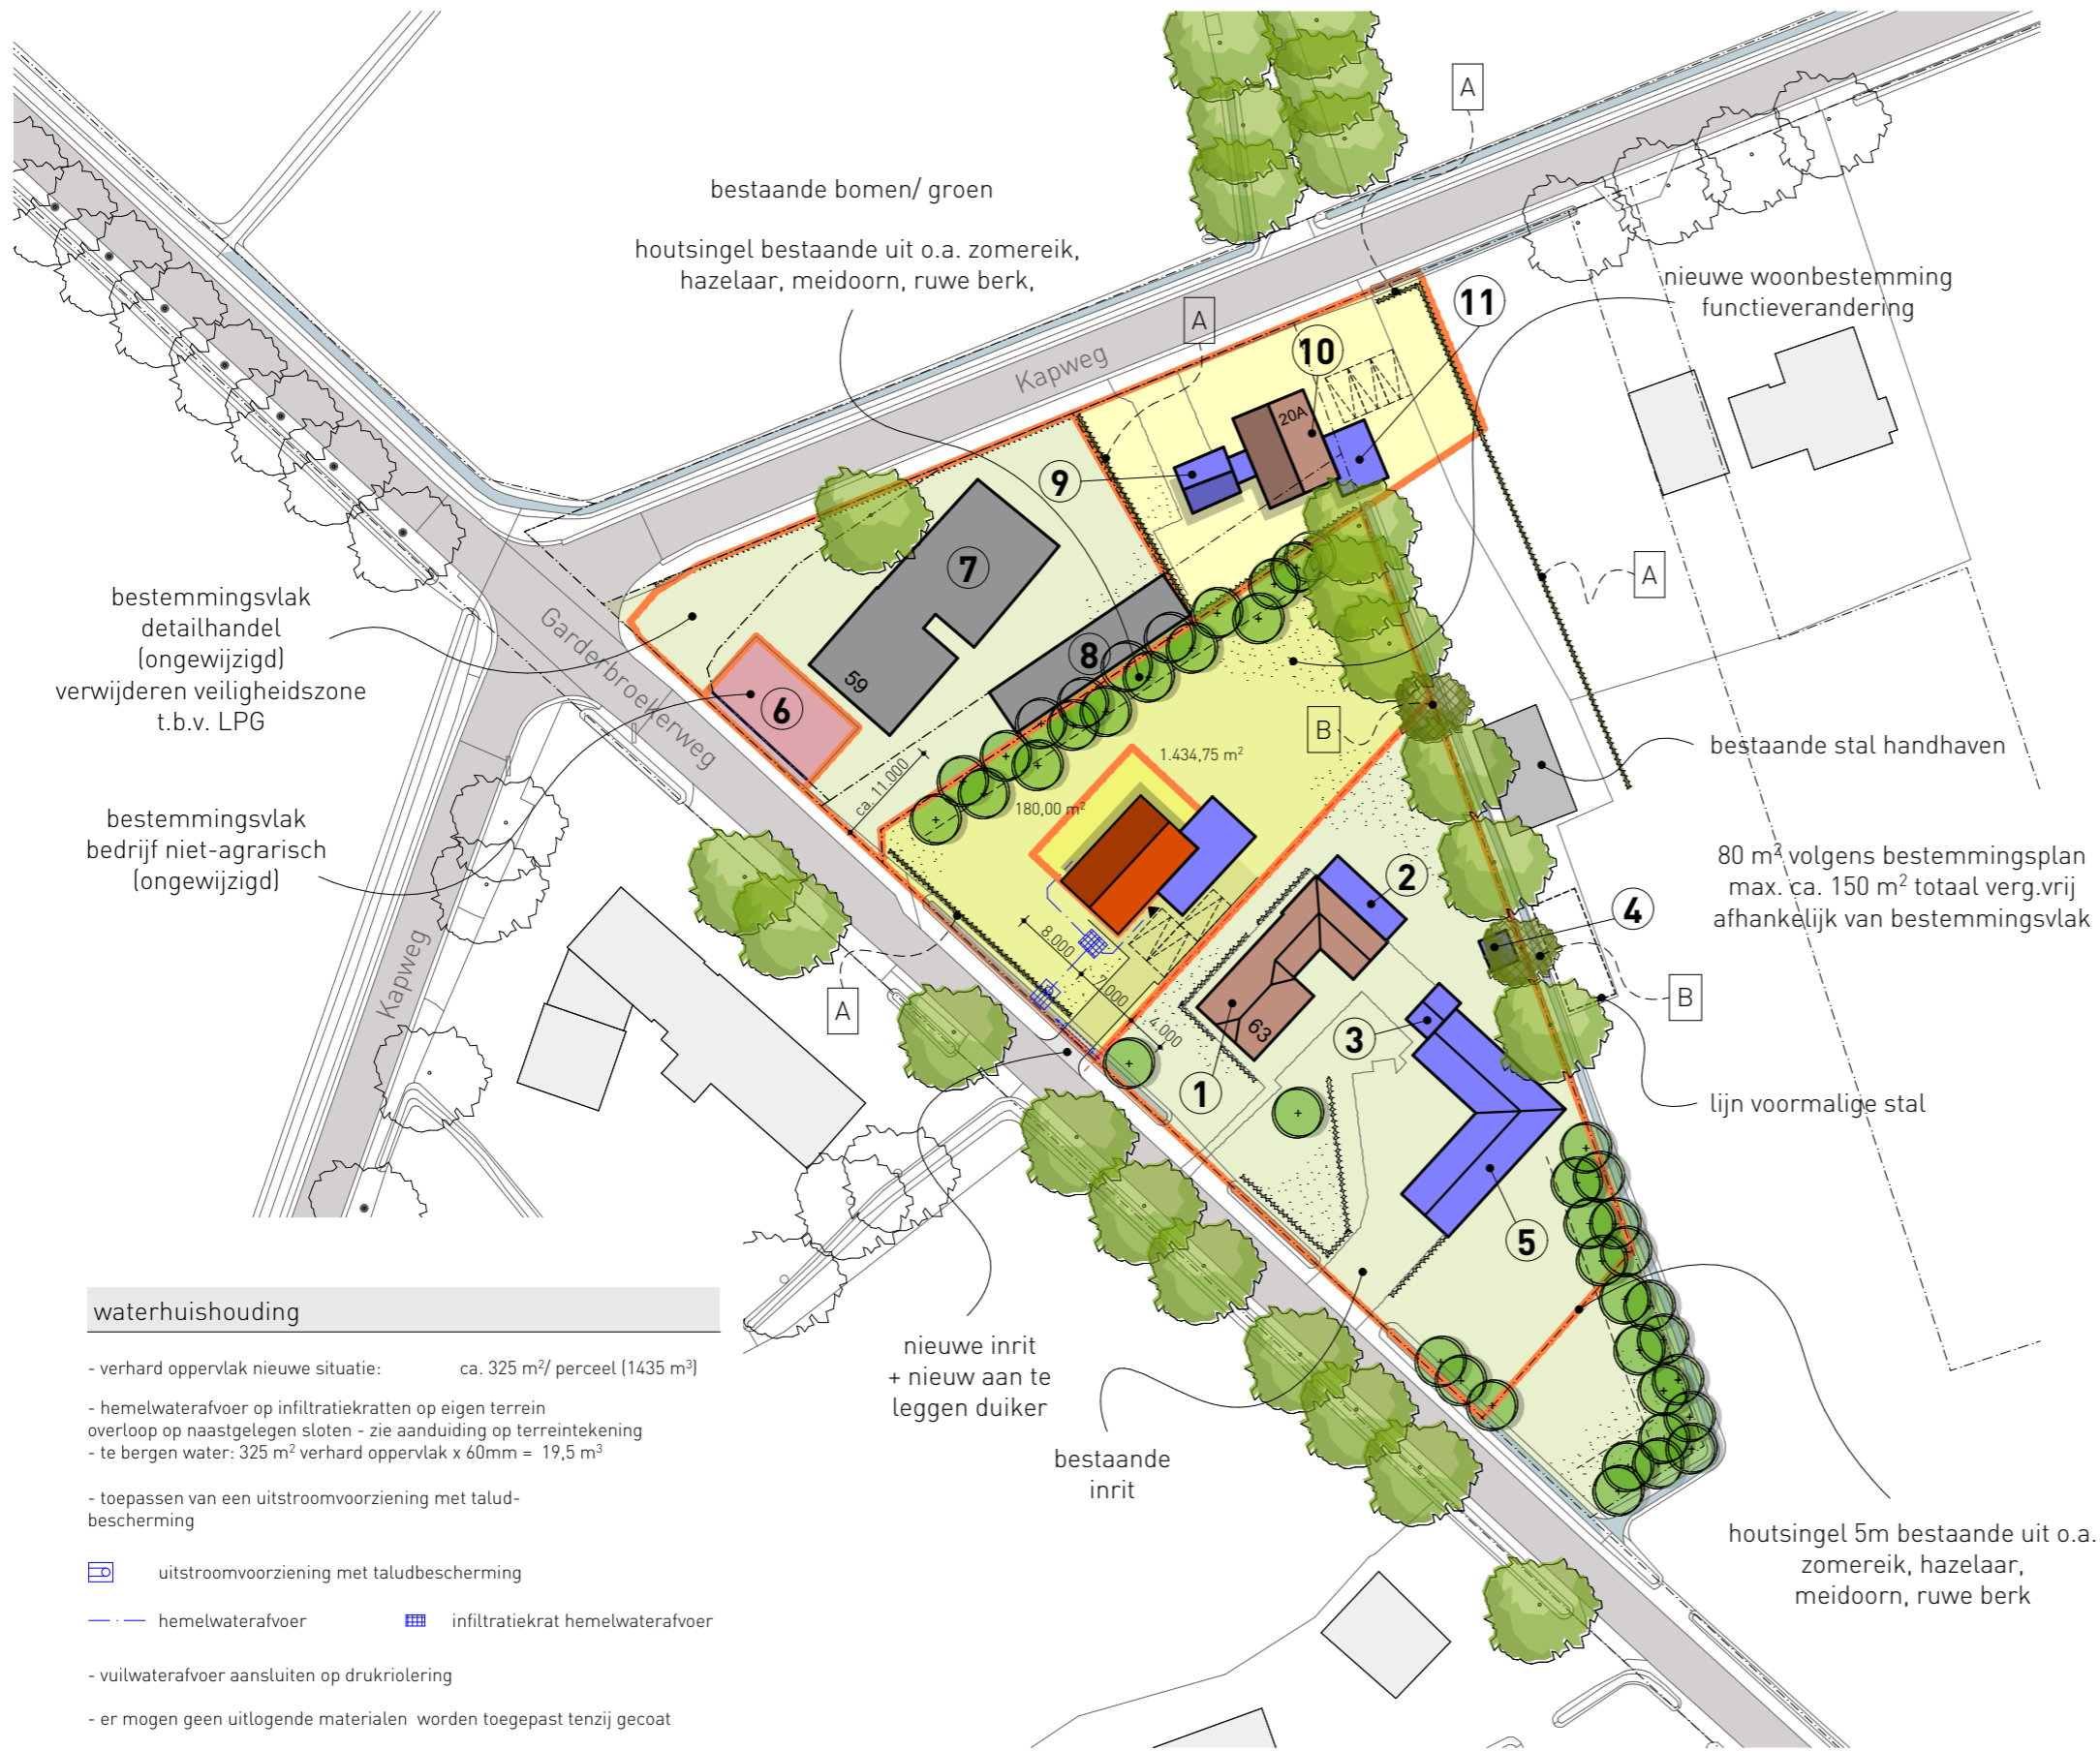 A
bestaande bomen/ groen
houtsingel bestaande uit o.a. zomereik,
hazelaar, meidoorn, ruwe berk,
nieuwe woonbestemming
functieverandering
11
A
10
Kapweg
20A
9
7
A
bestemmingsvlak
detailhandel
(ongewijzigd)
verwijderen veiligheidszone
t.b.v. LPG
Garderbroekerweg
59
8
6
B
1.434,75 m²
bestaande stal handhaven
ca. 11.000
180,00 m²
bestemmingsvlak
bedrijf niet-agrarisch
(ongewijzigd)
80 m² volgens bestemmingsplan
max. ca. 150 m² totaal verg.vrij
afhankelijk van bestemmingsvlak
2
4
8.000
7.000
4.000
Kapweg
A
B
63
3
1
lijn voormalige stal
5
waterhuishouding
- verhard oppervlak nieuwe situatie: ca. 325 m²/ perceel (1435 m³)
- hemelwaterafvoer op infiltratiekratten op eigen terrein
overloop op naastgelegen sloten - zie aanduiding op terreintekening
- te bergen water: 325 m² verhard oppervlak x 60mm = 19,5 m³
- toepassen van een uitstroomvoorziening met talud-
bescherming
uitstroomvoorziening met taludbescherming
hemelwaterafvoer
infiltratiekrat hemelwaterafvoer
- vuilwaterafvoer aansluiten op drukriolering
- er mogen geen uitlogende materialen worden toegepast tenzij gecoat
nieuwe inrit
+ nieuw aan te
leggen duiker
bestaande
inrit
houtsingel 5m bestaande uit o.a.
zomereik, hazelaar,
meidoorn, ruwe berk